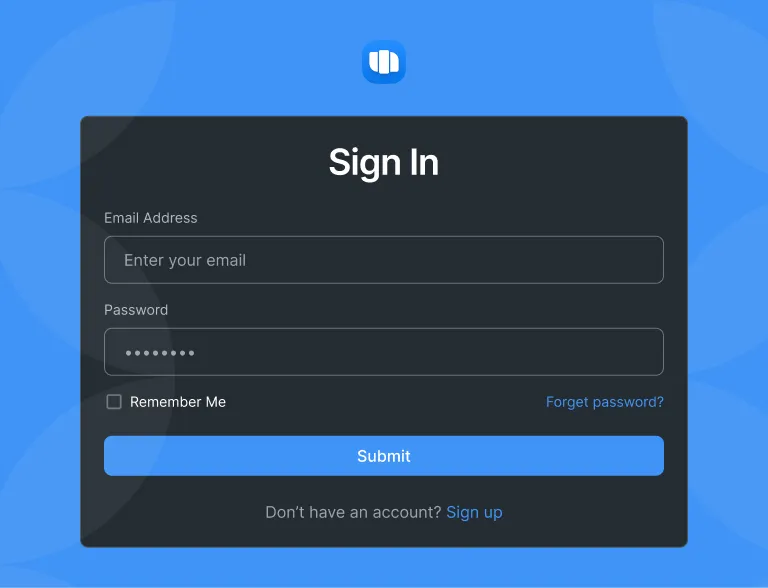 Sign In
Email Address
Enter your email
Password
••••••••
Remember Me
Forget password?
Submit
Don’t have an account? Sign up